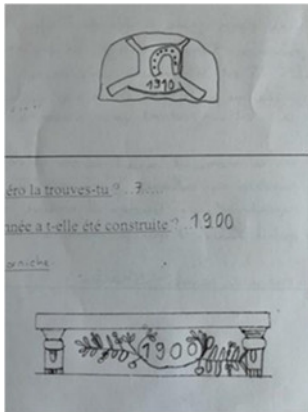 1910
éro la trouves-tu ? ..7.....
nnée a t-elle été construite ? ..1900
orniche.
1900